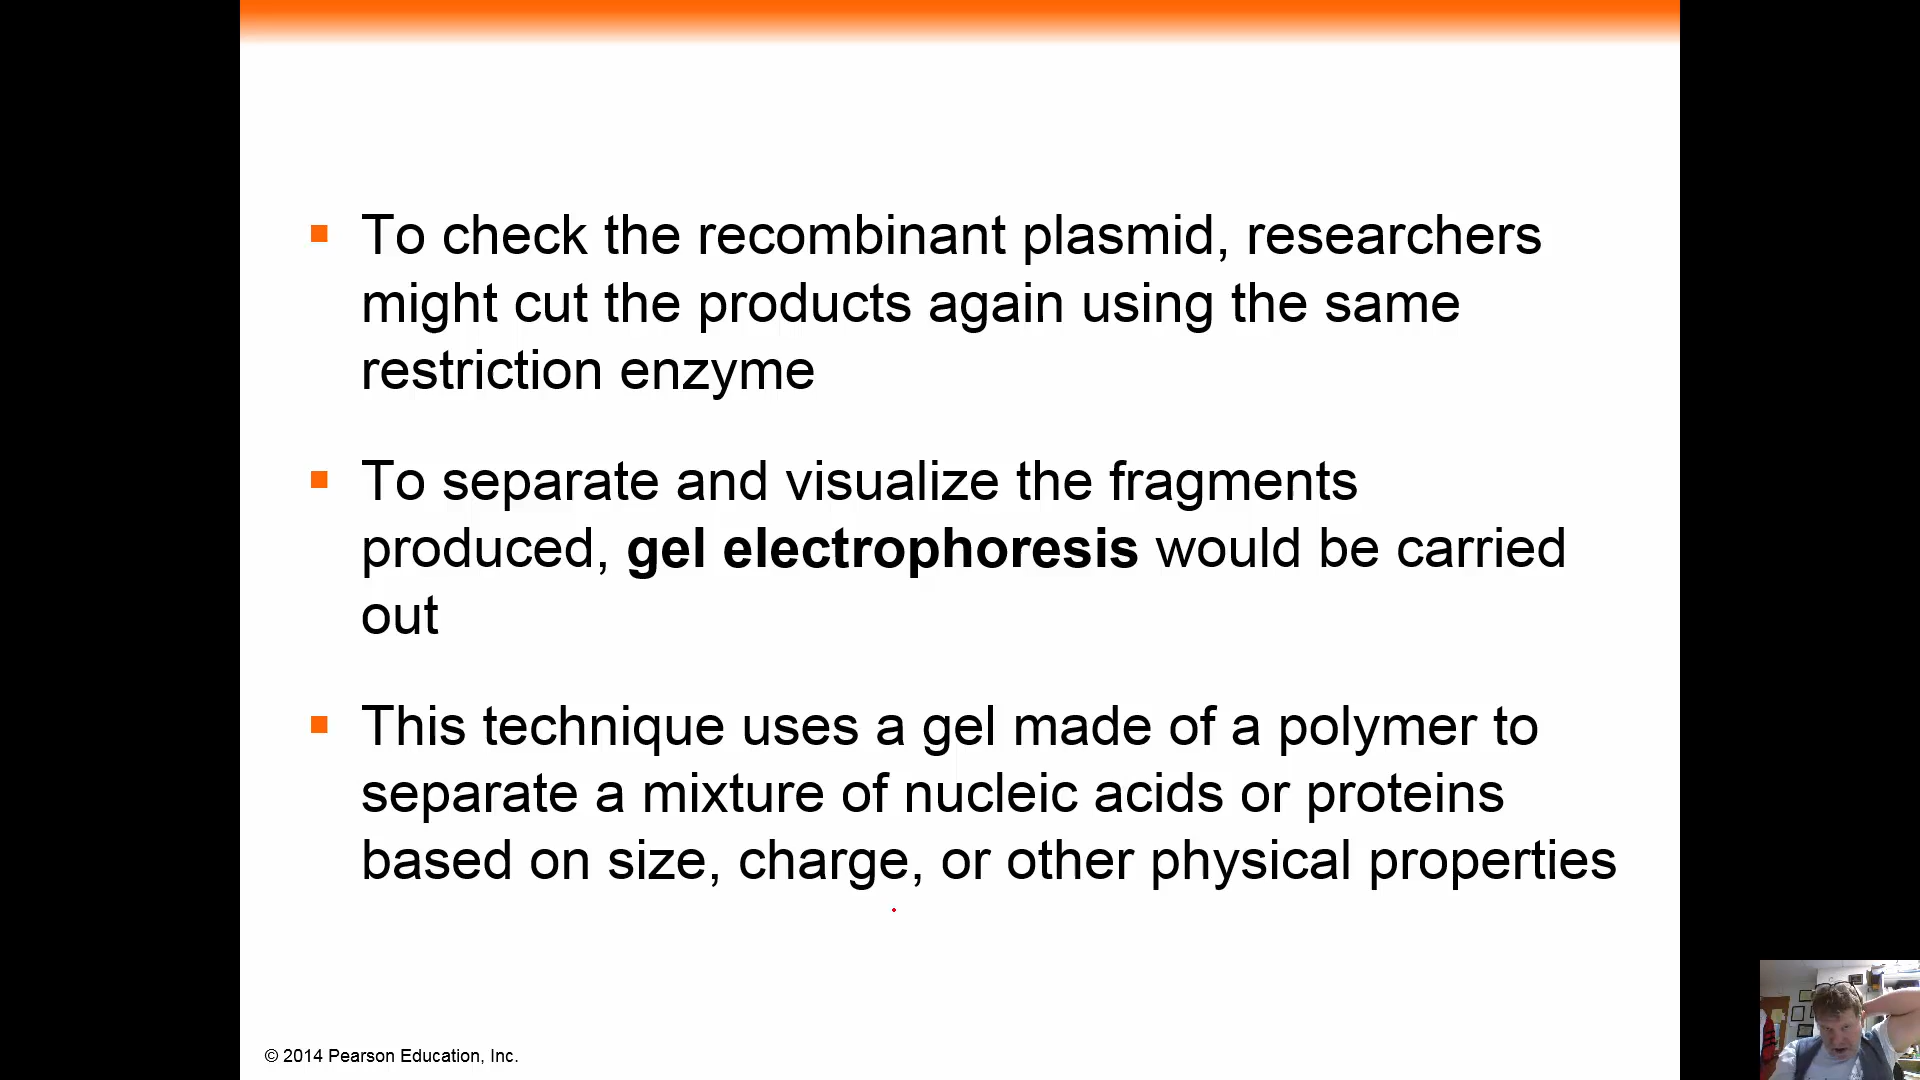 To check the recombinant plasmid, researchers
might cut the products again using the same
restriction enzyme
To separate and visualize the fragments
produced, gel electrophoresis would be carried
out
This technique uses a gel made of a polymer to
separate a mixture of nucleic acids or proteins
based on size, charge, or other physical properties
© 2014 Pearson Education, Inc.